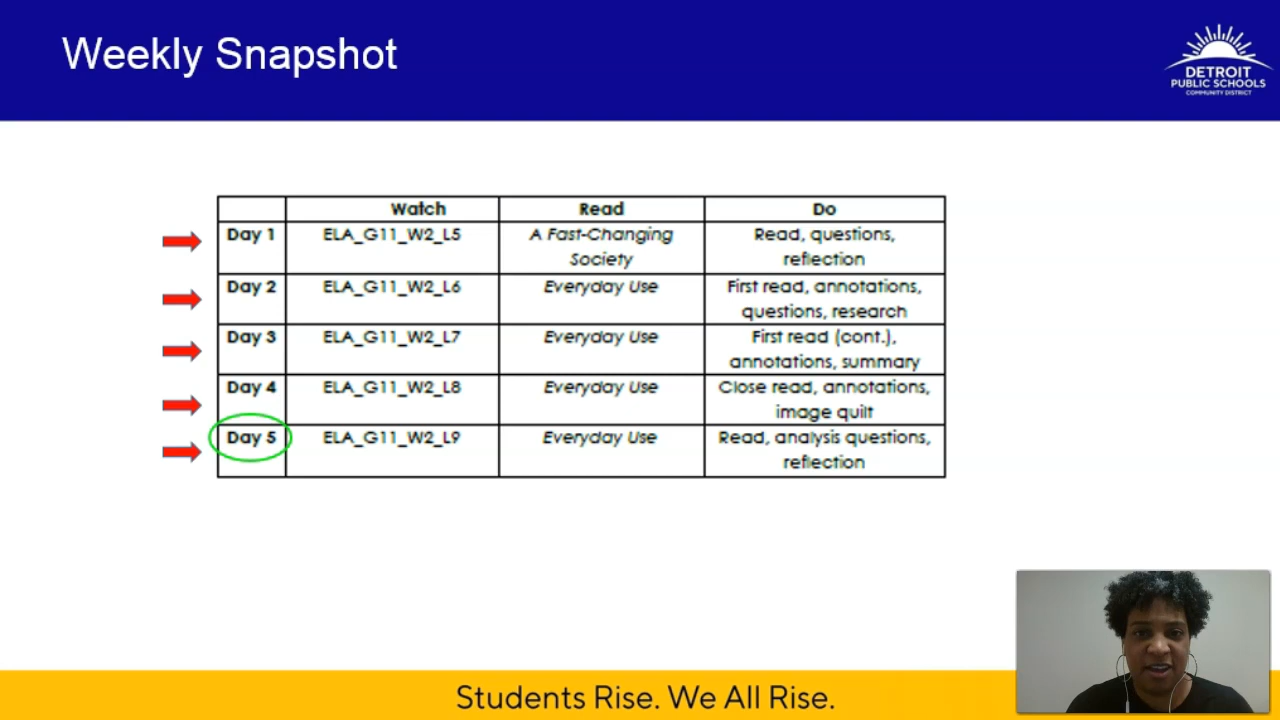 Weekly Snapshot
DETROIT
PUBLIC SCHOOLS
COMMUNITY DISTRICT
Watch Read Do
Day 1 ELA_G11_W2_L5 A Fast-Changing Read, questions,
Society reflection
Day 2 ELA_G11_W2_L6 Everyday Use First read, annotations,
questions, research
Day 3 ELA_G11_W2_L7 Everyday Use First read (cont.),
annotations, summary
Day 4 ELA_G11_W2_L8 Everyday Use Close read, annotations,
image quilt
Day 5 ELA_G11_W2_L9 Everyday Use Read, analysis questions,
reflection
Students Rise. We All Rise.